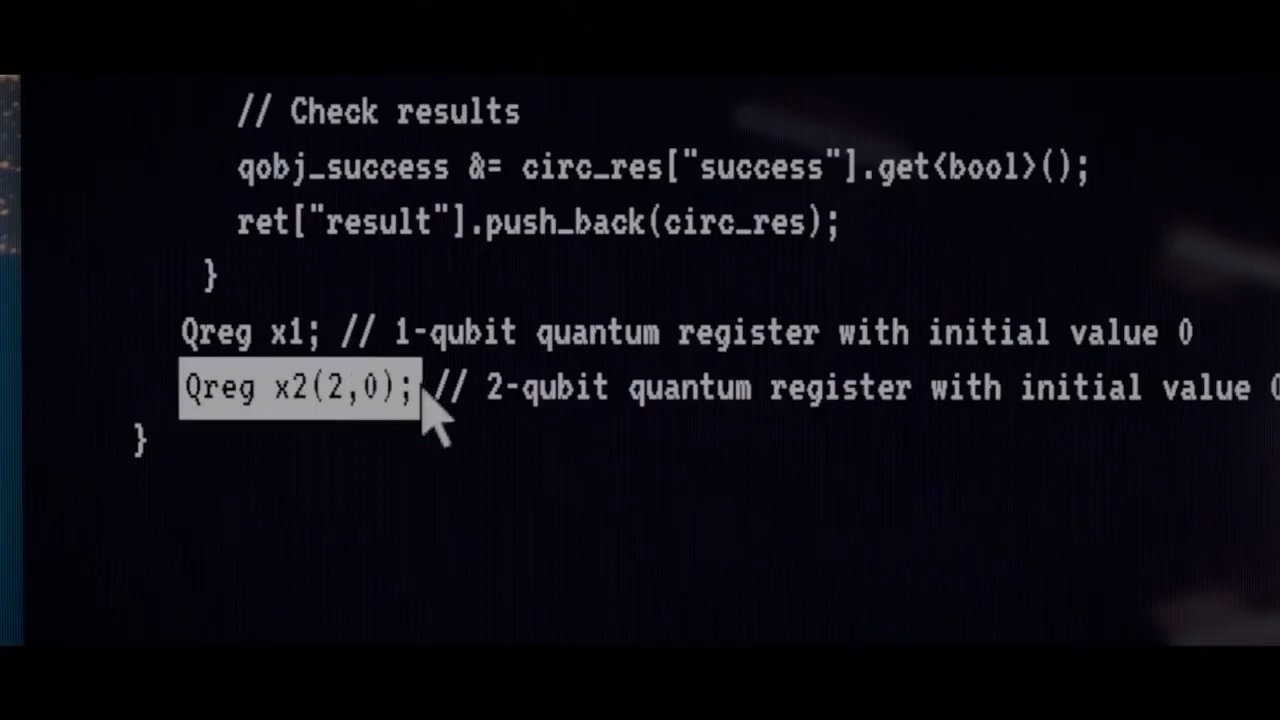 // Check results
qobj_success &= circ_res["success"].get<bool>();
ret["result"].push_back(circ_res);
}
Qreg x1; // 1-qubit quantum register with initial value 0
Qreg x2(2,0); // 2-qubit quantum register with initial value 0
}